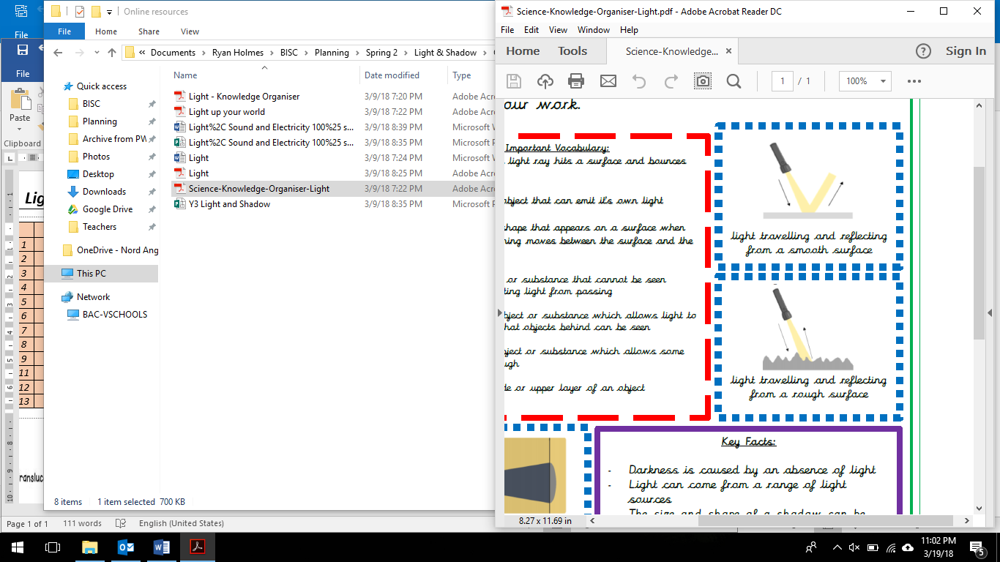 File
File
Paste
Clipboard
Lig
1
2
3
4
5
6
7
8
9
11
12
13
ranslu
Page 1 of 1 111 words English (United States)
Online resources
File Home Share View
« Documents > Ryan Holmes > BISC > Planning > Spring 2 > Light & Shadow >
Quick access
BISC
Planning
Archive from PW
Photos
Desktop
Downloads
Google Drive
Teachers
OneDrive - Nord Ang
This PC
Network
BAC-VSCHOOLS
Name Date modified Type
Light - Knowledge Organiser 3/9/18 7:20 PM Adobe Acr
Light up your world 3/9/18 7:22 PM Adobe Acr
Light%2C Sound and Electricity 100%25 s... 3/9/18 8:39 PM Microsoft W
Light%2C Sound and Electricity 100%25 s... 3/9/18 8:35 PM Microsoft P
Light 3/9/18 7:24 PM Microsoft W
Light 3/9/18 8:25 PM Adobe Acr
Science-Knowledge-Organiser-Light 3/9/18 7:22 PM Adobe Acr
Y3 Light and Shadow 3/9/18 8:35 PM Microsoft P
8 items 1 item selected 700 KB
Science-Knowledge-Organiser-Light.pdf - Adobe Acrobat Reader DC
File Edit View Window Help
Home Tools Science-Knowledge... × Sign In
1 / 1 100%
our work.
Important Vocabulary:
light ray hits a surface and bounces
bject that can emit it's own light
shape that appears on a surface when
ing moves between the surface and the
or substance that cannot be seen
ting light from passing
bject or substance which allows light to
hat objects behind can be seen
ject or substance which allows some
ugh
de or upper layer of an object
light travelling and reflecting
from a smooth surface
light travelling and reflecting
from a rough surface
Key Facts:
- Darkness is caused by an absence of light
- Light can come from a range of light
sources
The size and shape of a shadow can be
8.27 x 11.69 in
11:02 PM
3/19/18
5